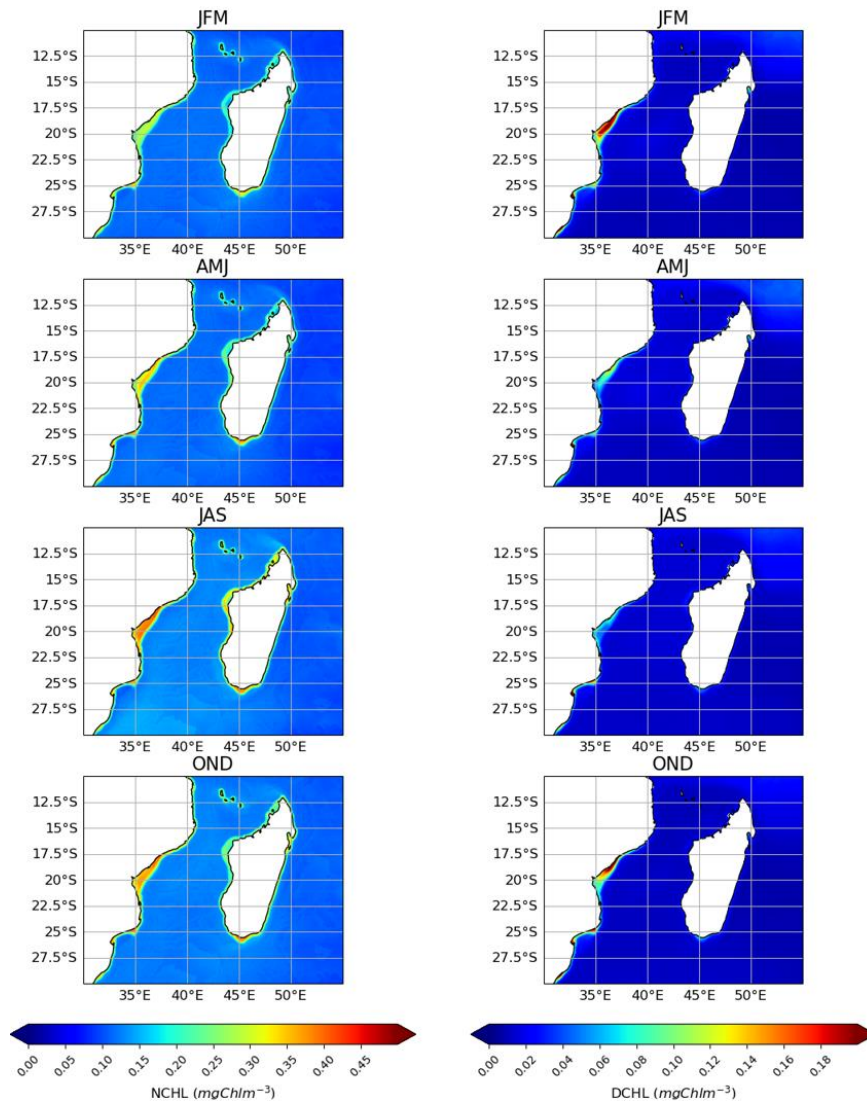 JFM
12.5°S
15°S
17.5°S
20°S
22.5°S
25°S
27.5°S
35°E 40°E 45°E 50°E
JFM
12.5°S
15°S
17.5°S
20°S
22.5°S
25°S
27.5°S
35°E 40°E 45°E 50°E
AMJ
12.5°S
15°S
17.5°S
20°S
22.5°S
25°S
27.5°S
35°E 40°E 45°E 50°E
AMJ
12.5°S
15°S
17.5°S
20°S
22.5°S
25°S
27.5°S
35°E 40°E 45°E 50°E
JAS
12.5°S
15°S
17.5°S
20°S
22.5°S
25°S
27.5°S
35°E 40°E 45°E 50°E
JAS
12.5°S
15°S
17.5°S
20°S
22.5°S
25°S
27.5°S
35°E 40°E 45°E 50°E
OND
12.5°S
15°S
17.5°S
20°S
22.5°S
25°S
27.5°S
35°E 40°E 45°E 50°E
OND
12.5°S
15°S
17.5°S
20°S
22.5°S
25°S
27.5°S
35°E 40°E 45°E 50°E
0.00 0.05 0.10 0.15 0.20 0.25 0.30 0.35 0.40 0.45
NCHL (mgChlm⁻³)
0.00 0.02 0.04 0.06 0.08 0.10 0.12 0.14 0.16 0.18
DCHL (mgChlm⁻³)